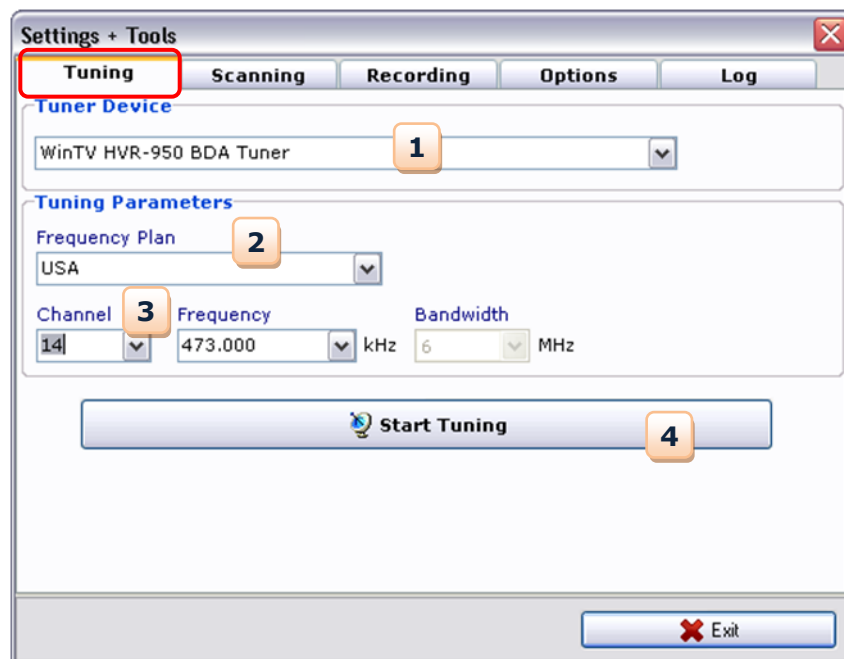 Settings + Tools
Tuning Scanning Recording Options Log
Tuner Device
WinTV HVR-950 BDA Tuner 1
Tuning Parameters
Frequency Plan 2
USA
Channel 3 Frequency Bandwidth
14 473.000 kHz 6 MHz
Start Tuning 4
Exit